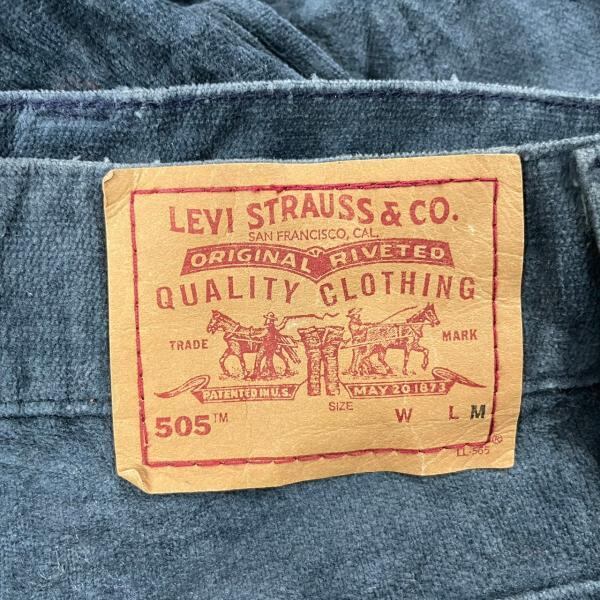 LEVI STRAUSS & CO.
SAN FRANCISCO, CAL.
ORIGINAL RIVETED
QUALITY CLOTHING
TRADE MARK
PATENTED IN U.S. MAY 20 1873
505™ SIZE W L M
LL-565 ®